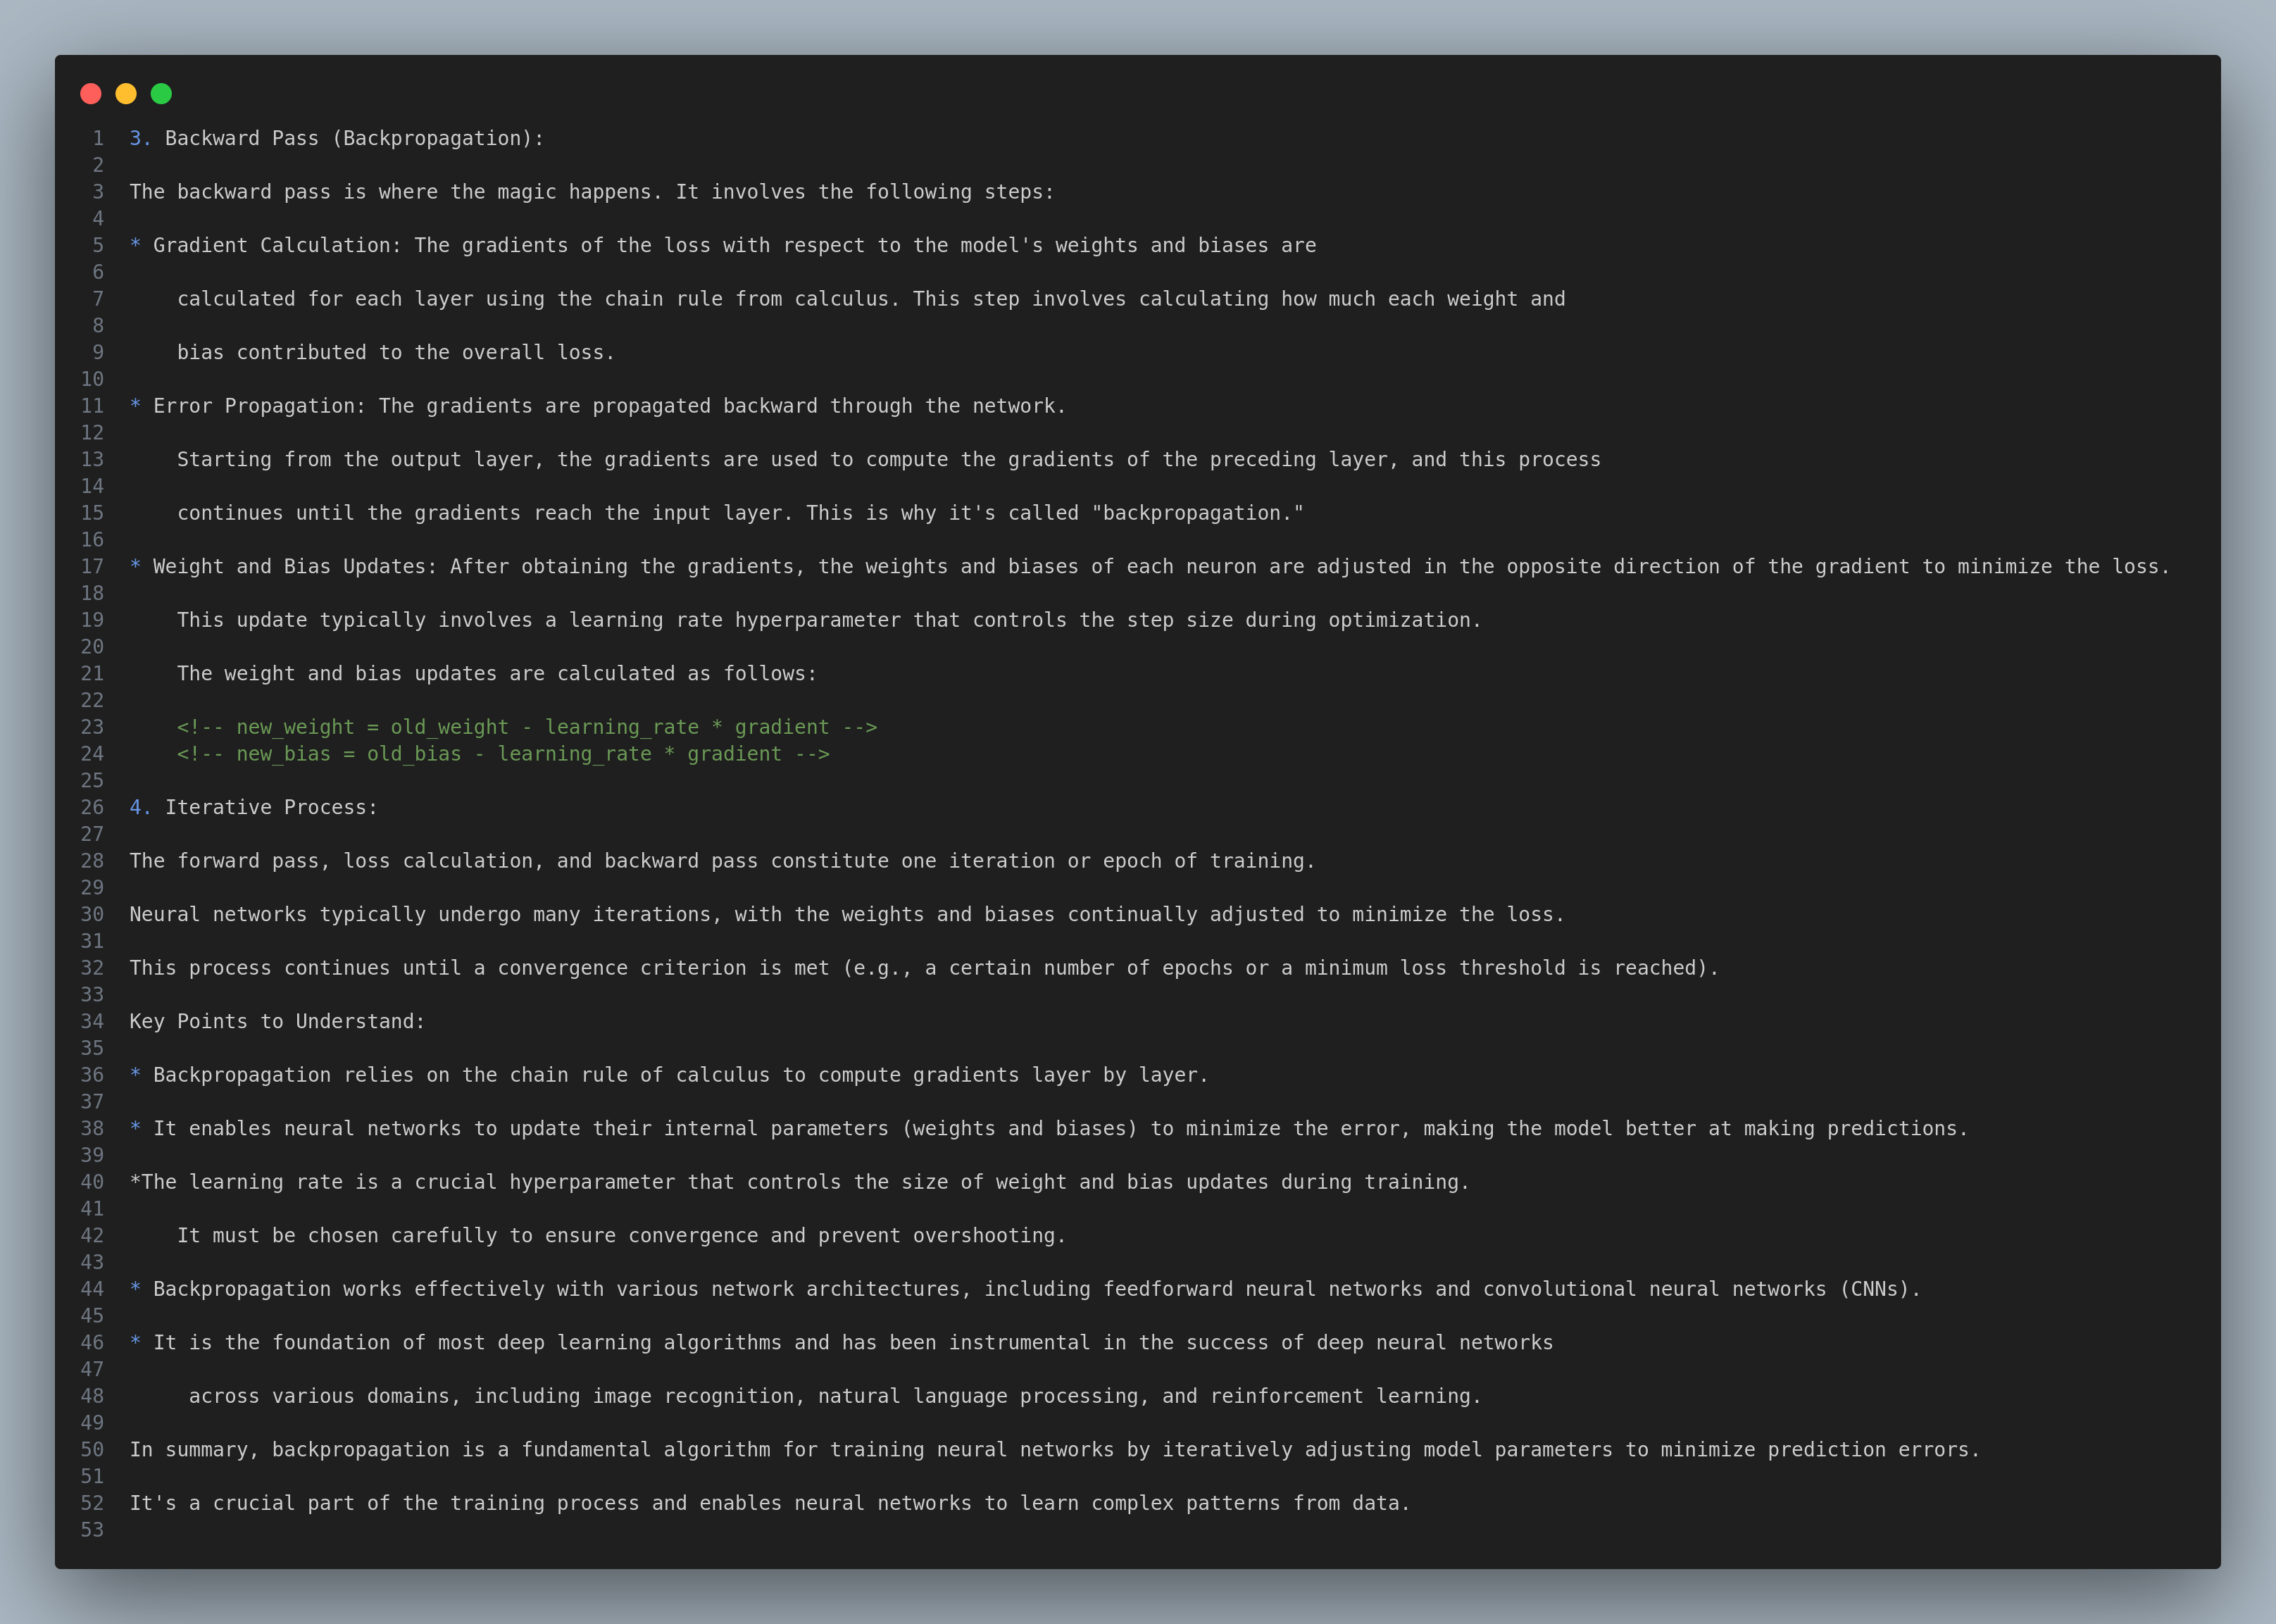 1 3. Backward Pass (Backpropagation):
2
3 The backward pass is where the magic happens. It involves the following steps:
4
5 * Gradient Calculation: The gradients of the loss with respect to the model's weights and biases are
6
7 calculated for each layer using the chain rule from calculus. This step involves calculating how much each weight and
8
9 bias contributed to the overall loss.
10
11 * Error Propagation: The gradients are propagated backward through the network.
12
13 Starting from the output layer, the gradients are used to compute the gradients of the preceding layer, and this process
14
15 continues until the gradients reach the input layer. This is why it's called "backpropagation."
16
17 * Weight and Bias Updates: After obtaining the gradients, the weights and biases of each neuron are adjusted in the opposite direction of the gradient to minimize the loss.
18
19 This update typically involves a learning rate hyperparameter that controls the step size during optimization.
20
21 The weight and bias updates are calculated as follows:
22
23 <!-- new_weight = old_weight - learning_rate * gradient -->
24 <!-- new_bias = old_bias - learning_rate * gradient -->
25
26 4. Iterative Process:
27
28 The forward pass, loss calculation, and backward pass constitute one iteration or epoch of training.
29
30 Neural networks typically undergo many iterations, with the weights and biases continually adjusted to minimize the loss.
31
32 This process continues until a convergence criterion is met (e.g., a certain number of epochs or a minimum loss threshold is reached).
33
34 Key Points to Understand:
35
36 * Backpropagation relies on the chain rule of calculus to compute gradients layer by layer.
37
38 * It enables neural networks to update their internal parameters (weights and biases) to minimize the error, making the model better at making predictions.
39
40 *The learning rate is a crucial hyperparameter that controls the size of weight and bias updates during training.
41
42 It must be chosen carefully to ensure convergence and prevent overshooting.
43
44 * Backpropagation works effectively with various network architectures, including feedforward neural networks and convolutional neural networks (CNNs).
45
46 * It is the foundation of most deep learning algorithms and has been instrumental in the success of deep neural networks
47
48 across various domains, including image recognition, natural language processing, and reinforcement learning.
49
50 In summary, backpropagation is a fundamental algorithm for training neural networks by iteratively adjusting model parameters to minimize prediction errors.
51
52 It's a crucial part of the training process and enables neural networks to learn complex patterns from data.
53